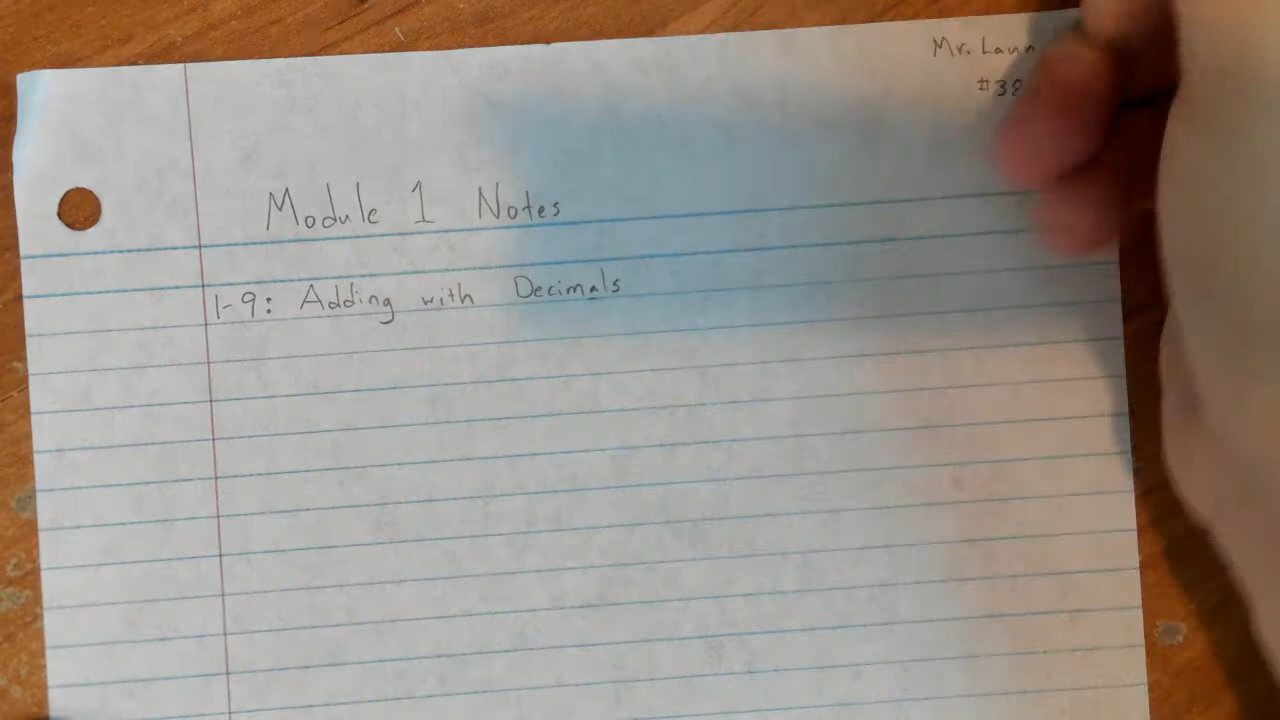 Mr. Lann
#38
Module 1 Notes
1-9: Adding with Decimals